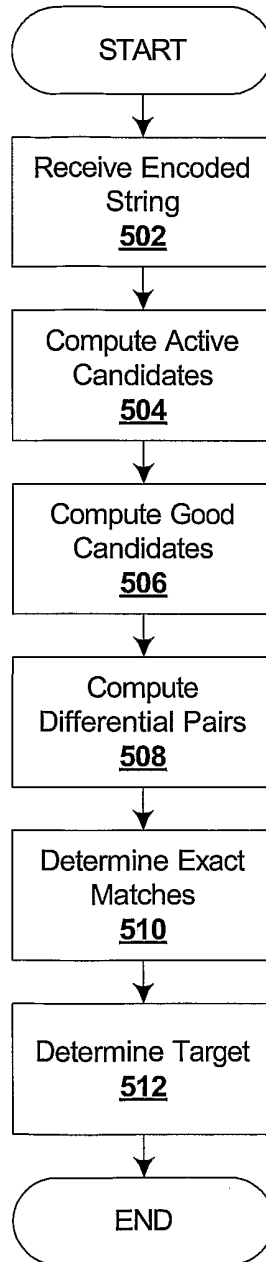 START
Receive Encoded
String
502
Compute Active
Candidates
504
Compute Good
Candidates
506
Compute
Differential Pairs
508
Determine Exact
Matches
510
Determine Target
512
END